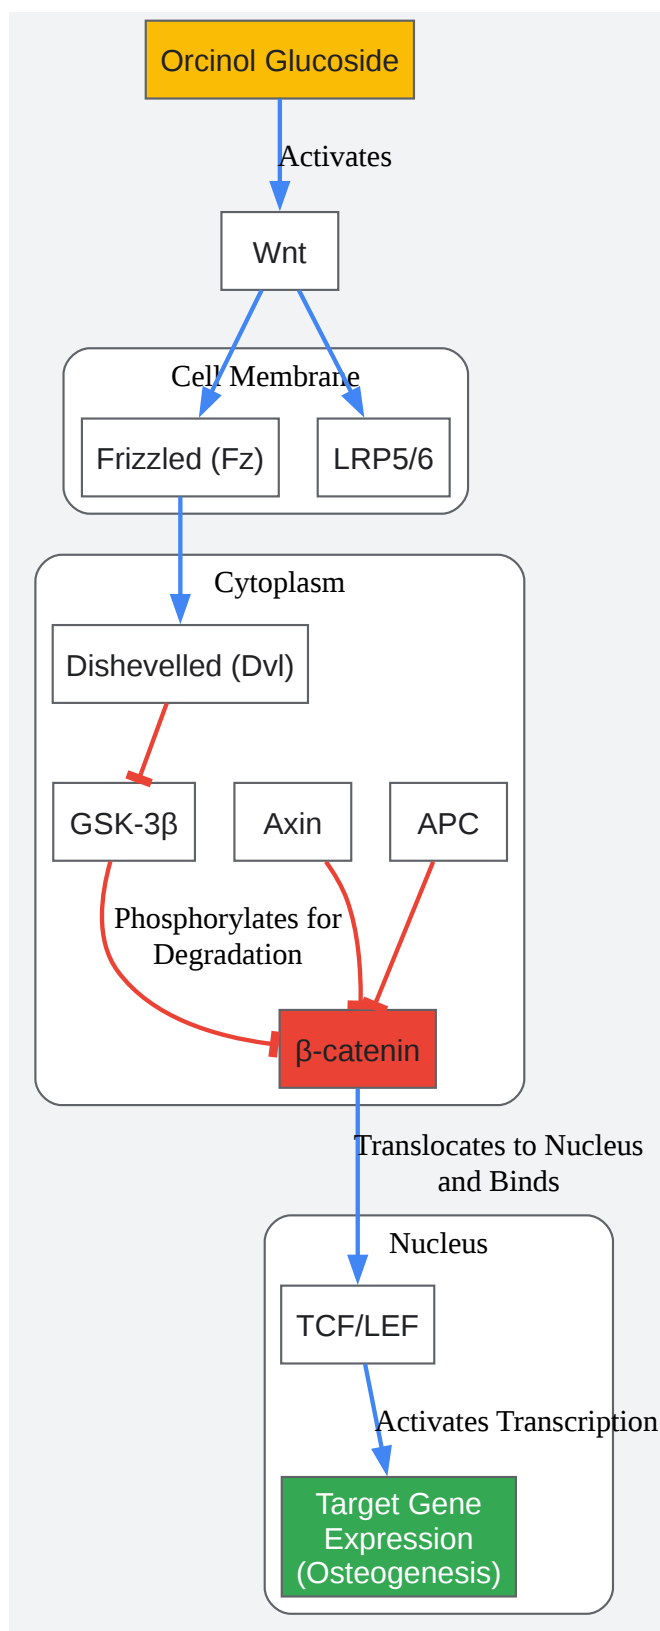 Orcinol Glucoside
Activates
Wnt
Cell Membrane
Frizzled (Fz)
LRP5/6
Cytoplasm
Dishevelled (Dvl)
GSK-3β
Axin
APC
Phosphorylates for
Degradation
β-catenin
Translocates to Nucleus
and Binds
Nucleus
TCF/LEF
Activates Transcription
Target Gene
Expression
(Osteogenesis)